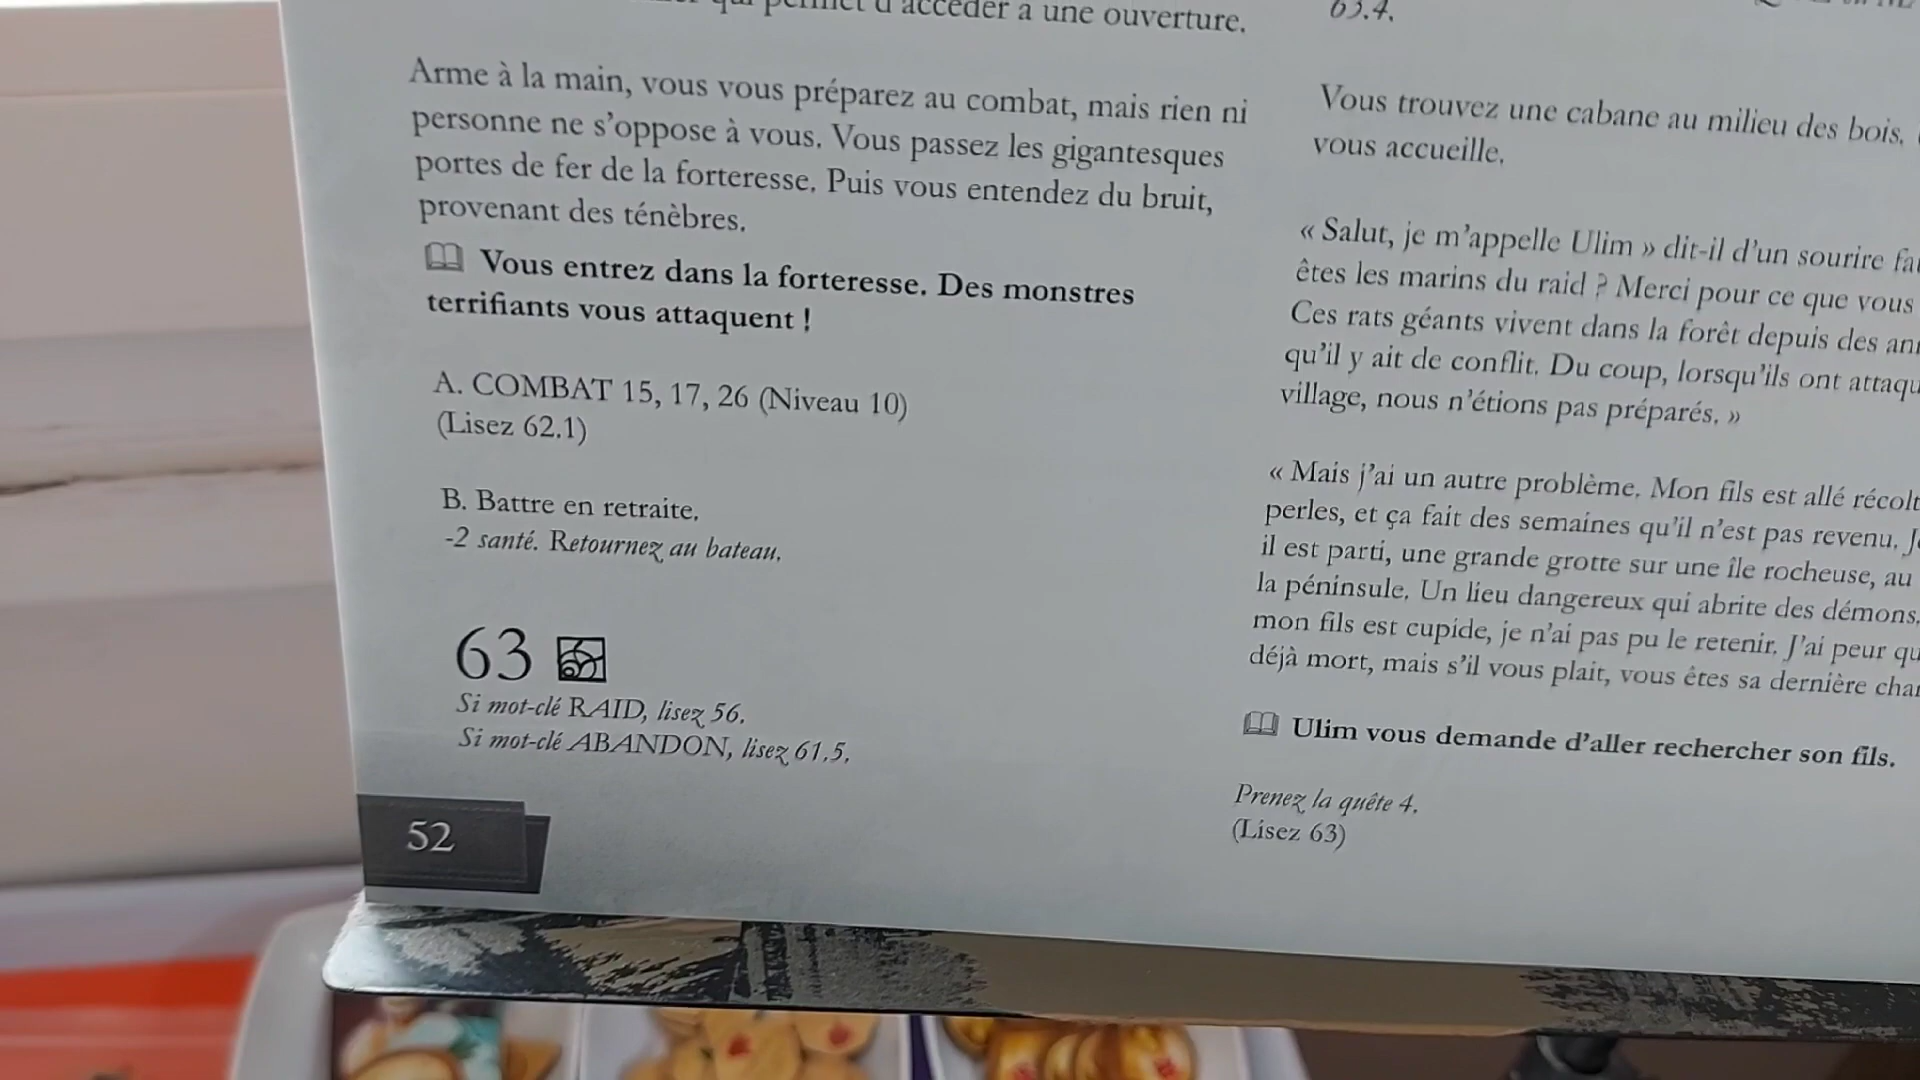 qui permet d'accéder à une ouverture.
Arme à la main, vous vous préparez au combat, mais rien ni
personne ne s'oppose à vous. Vous passez les gigantesques
portes de fer de la forteresse. Puis vous entendez du bruit,
provenant des ténèbres.
Vous entrez dans la forteresse. Des monstres
terrifiants vous attaquent !
A. COMBAT 15, 17, 26 (Niveau 10)
(Lisez 62.1)
B. Battre en retraite.
-2 santé. Retournez au bateau.
63
Si mot-clé RAID, lisez 56.
Si mot-clé ABANDON, lisez 61.5.
52
63.4.
Vous trouvez une cabane au milieu des bois.
vous accueille.
« Salut, je m'appelle Ulim » dit-il d'un sourire
êtes les marins du raid ? Merci pour ce que vous
Ces rats géants vivent dans la forêt depuis des
qu'il y ait de conflit. Du coup, lorsqu'ils ont
village, nous n'étions pas préparés. »
« Mais j'ai un autre problème. Mon fils est allé
perles, et ça fait des semaines qu'il n'est pas revenu.
il est parti, une grande grotte sur une île rocheuse, au
la péninsule. Un lieu dangereux qui abrite des démons.
mon fils est cupide, je n'ai pas pu le retenir. J'ai peur
déjà mort, mais s'il vous plait, vous êtes sa dernière
Ulim vous demande d'aller rechercher son fils.
Prenez la quête 4.
(Lisez 63)